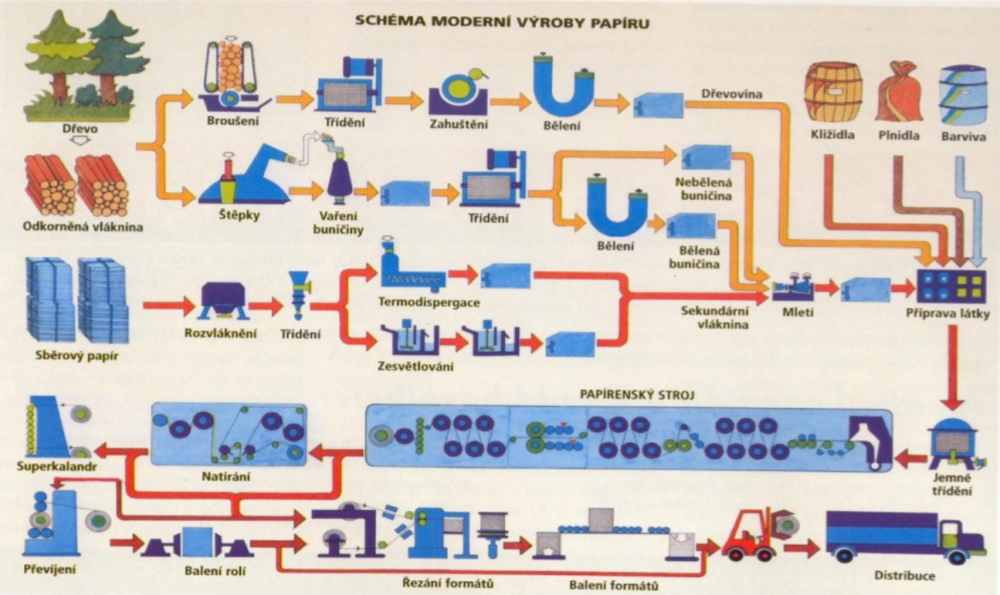 SCHÉMA MODERNÍ VÝROBY PAPÍRU
Dřevo
Broušení
Třídění
Zahuštění
Bělení
Dřevovina
Kližidla
Plnidla
Barviva
Odkorněná vláknina
Štěpky
Vaření
buničiny
Třídění
Nebělená
buničina
Bělení
Bělená
buničina
Sběrový papír
Rozvláknění
Třídění
Termodispergace
Zesvětlování
Sekundární
vláknina
Mletí
Příprava látky
PAPÍRENSKÝ STROJ
Superkalandr
Natírání
Jemné
třídění
Převíjení
Balení rolí
Řezání formátů
Balení formátů
Distribuce